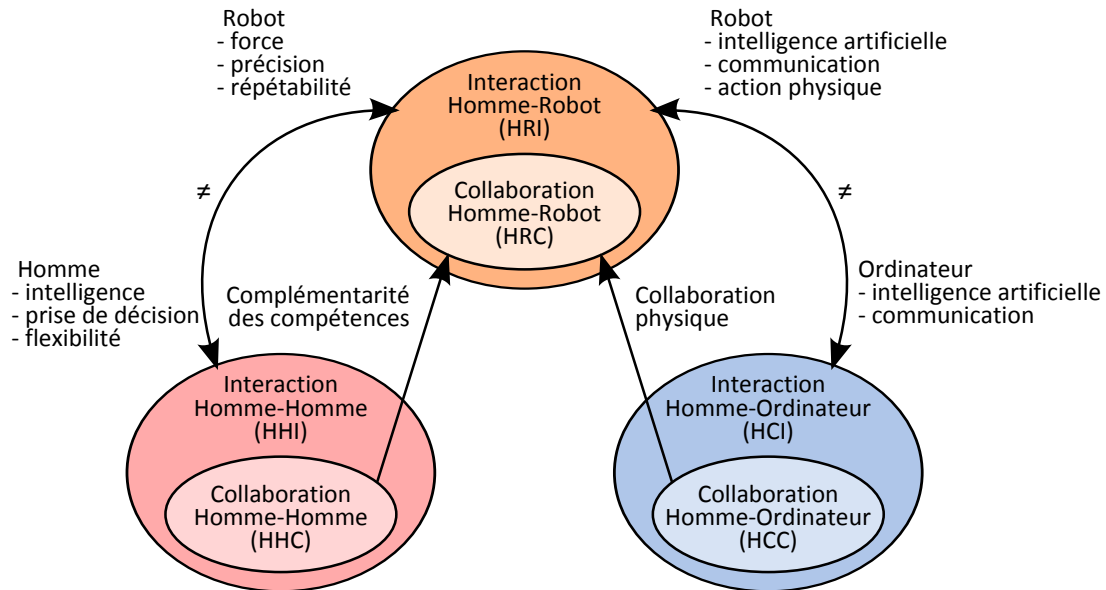 Robot
- force
- précision
- répétabilité
Robot
- intelligence artificielle
- communication
- action physique
Interaction
Homme-Robot
(HRI)
Collaboration
Homme-Robot
(HRC)
≠
≠
Homme
- intelligence
- prise de décision
- flexibilité
Complémentarité
des compétences
Collaboration
physique
Ordinateur
- intelligence artificielle
- communication
Interaction
Homme-Homme
(HHI)
Collaboration
Homme-Homme
(HHC)
Interaction
Homme-Ordinateur
(HCI)
Collaboration
Homme-Ordinateur
(HCC)